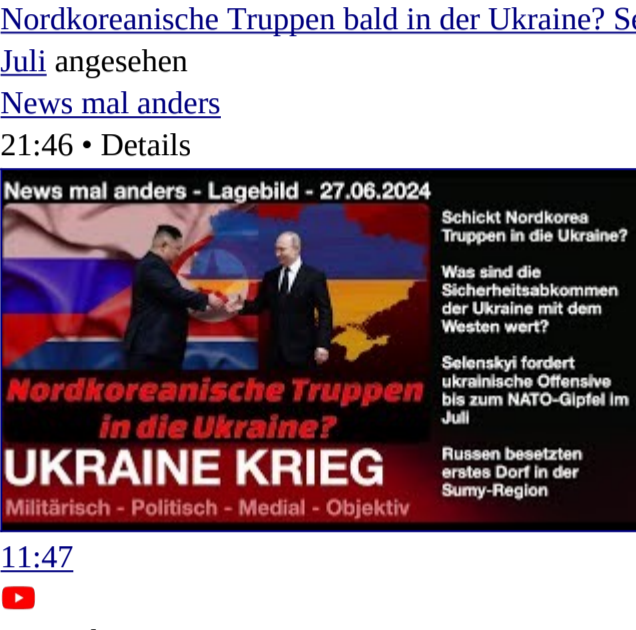 Nordkoreanische Truppen bald in der Ukraine?
Juli angesehen
News mal anders
21:46 • Details
News mal anders - Lagebild - 27.06.2024
Schickt Nordkorea
Truppen in die Ukraine?
Was sind die
Sicherheitsabkommen
der Ukraine mit dem
Westen wert?
Selenskyi fordert
ukrainische Offensive
bis zum NATO-Gipfel im
Juli
Russen besetzten
erstes Dorf in der
Sumy-Region
Nordkoreanische Truppen
in die Ukraine?
UKRAINE KRIEG
Militärisch - Politisch - Medial - Objektiv
11:47